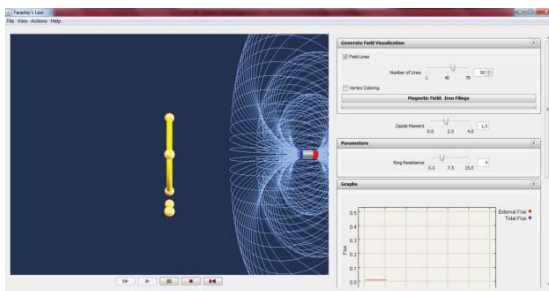 Faraday's Law
File View Actions Help
Generate Field Visualization
Field Lines
Number of Lines: 1 40 79 50
Vertex Coloring
Magnetic Field: Iron Filings
Dipole Moment 0.0 2.0 4.0 1.5
Parameters
Ring Resistance 0.0 7.5 15.0
Graphs
External Flux
Total Flux
Flux
0.5
0.4
0.3
0.2
0.1
0.0